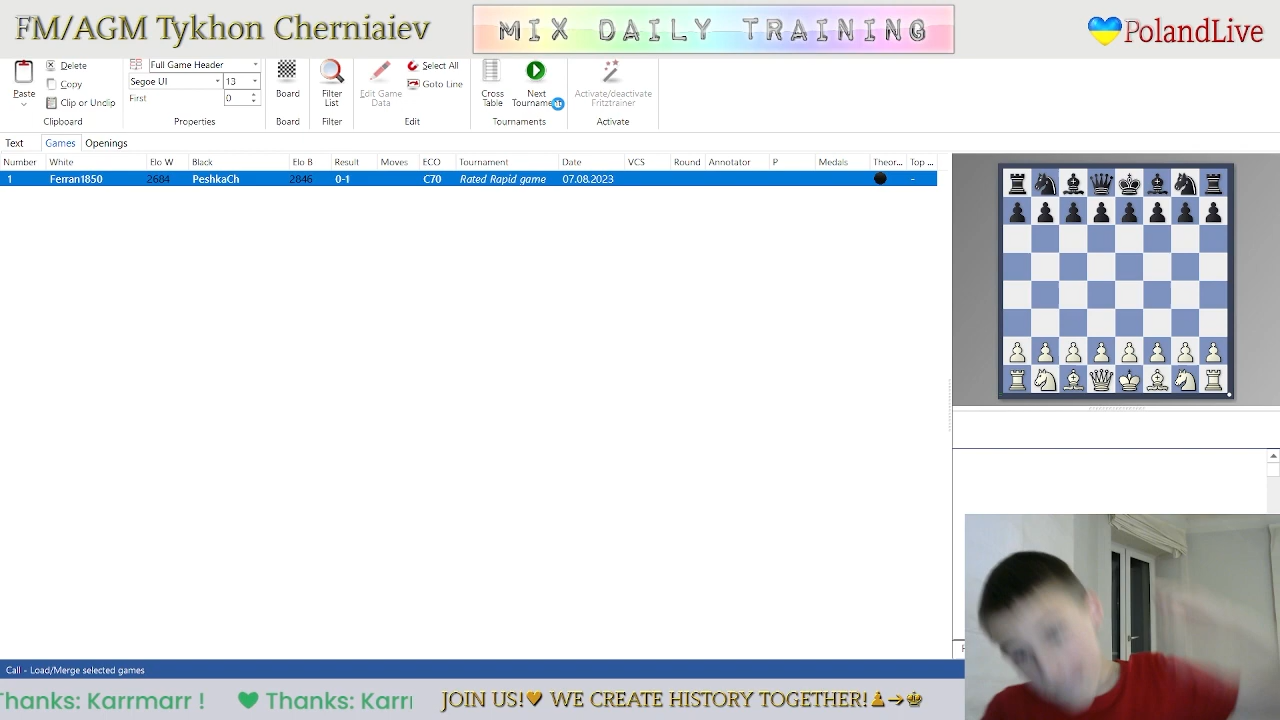 FM/AGM Tykhon Cherniaiev
MIX DAILY TRAINING
PolandLive
Paste
Delete
Copy
Clip or Unclip
Clipboard
Full Game Header
Segoe UI 13
First 0
Properties
Board
Board
Filter List
Filter
Edit Game Data
Select All
Goto Line
Edit
Cross Table
Next
Tournaments
Activate/deactivate Fritztrainer
Activate
Text Games Openings
Number White Elo W Black Elo B Result Moves ECO Tournament Date VCS Round Annotator P Medals Theor... Top ...
1 Ferran1850 2684 PeshkaCh 2846 0-1 C70 Rated Rapid game 07.08.2023 -
Call - Load/Merge selected games
Thanks: Karrmarr ! Thanks: Karr
JOIN US! WE CREATE HISTORY TOGETHER!